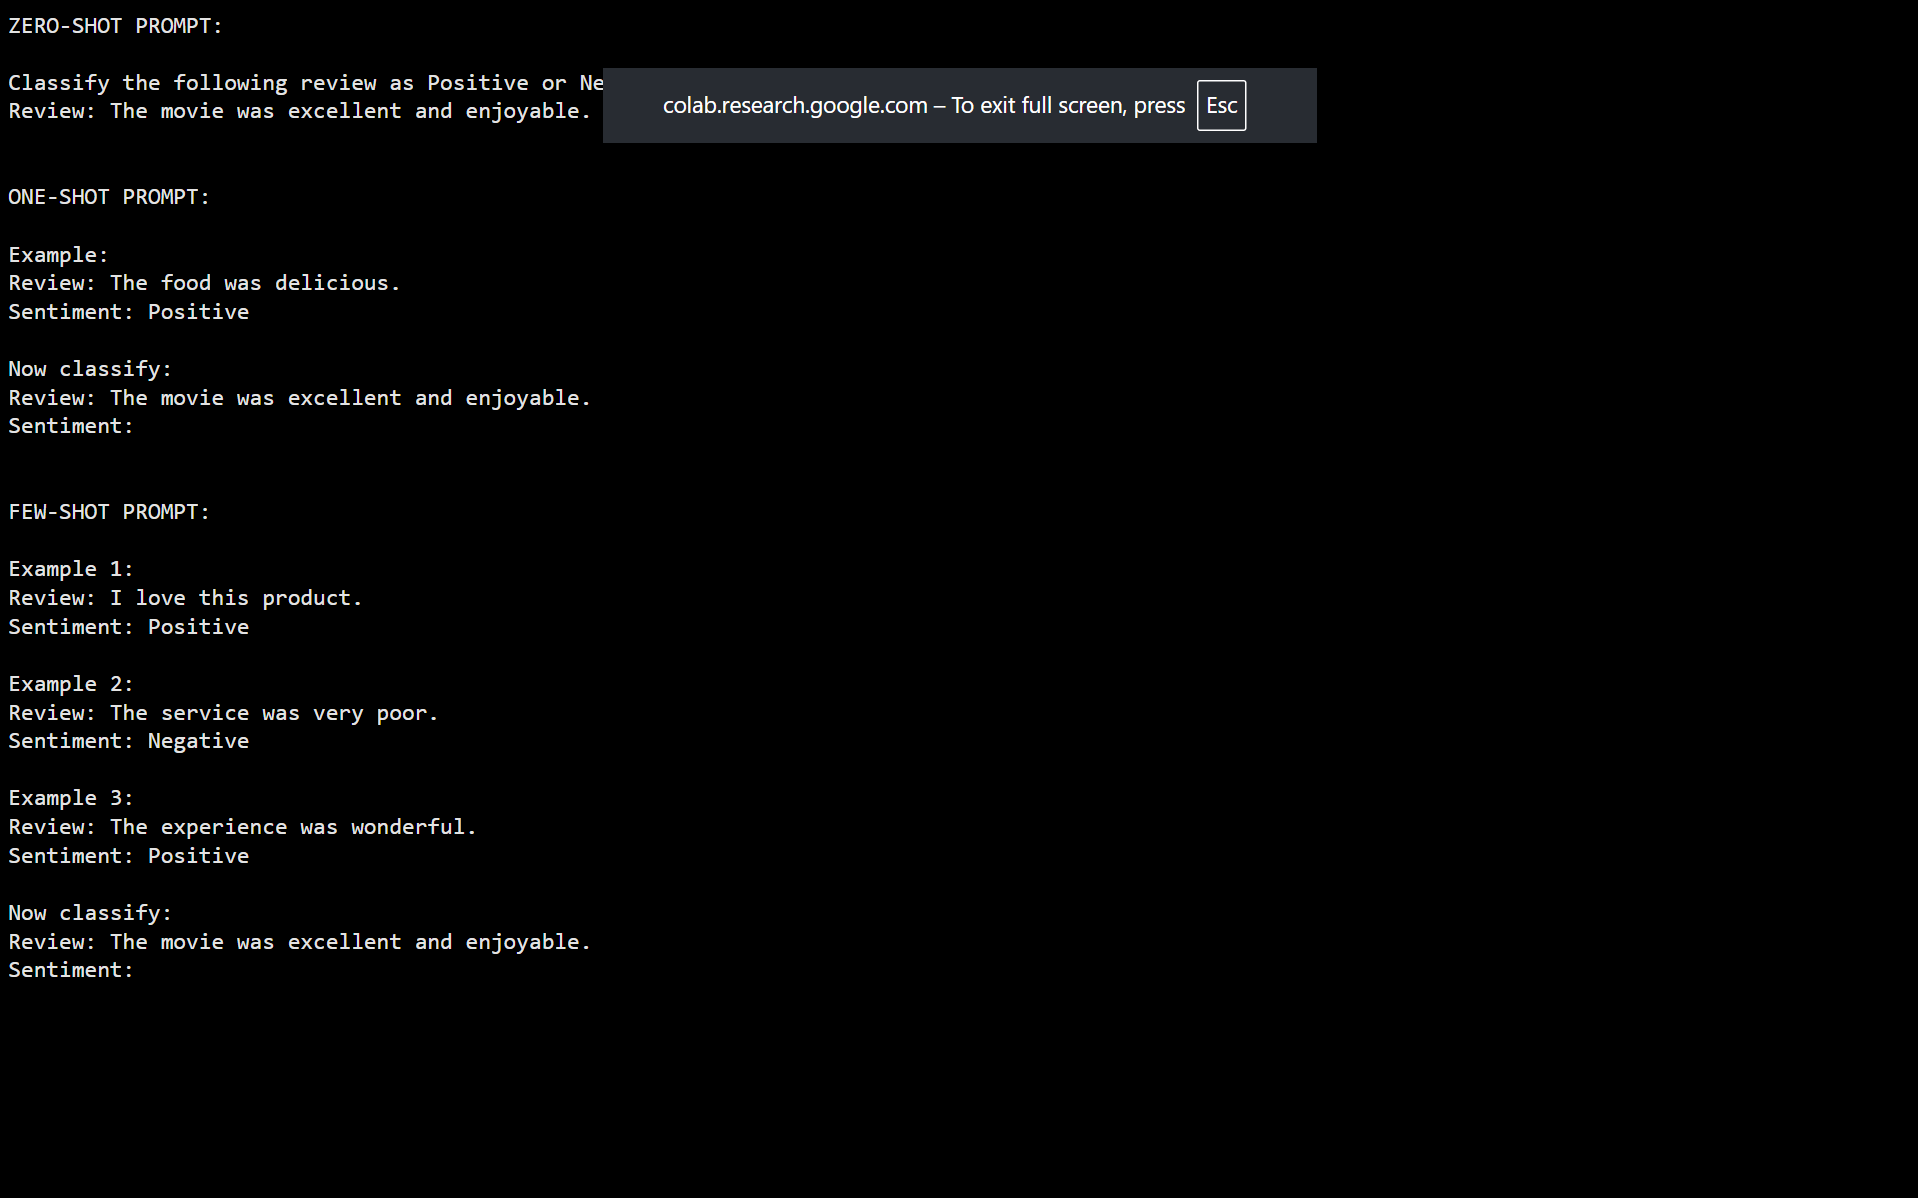 ZERO-SHOT PROMPT:
Classify the following review as Positive or Ne
Review: The movie was excellent and enjoyable.
colab.research.google.com – To exit full screen, press Esc
ONE-SHOT PROMPT:
Example:
Review: The food was delicious.
Sentiment: Positive
Now classify:
Review: The movie was excellent and enjoyable.
Sentiment:
FEW-SHOT PROMPT:
Example 1:
Review: I love this product.
Sentiment: Positive
Example 2:
Review: The service was very poor.
Sentiment: Negative
Example 3:
Review: The experience was wonderful.
Sentiment: Positive
Now classify:
Review: The movie was excellent and enjoyable.
Sentiment: